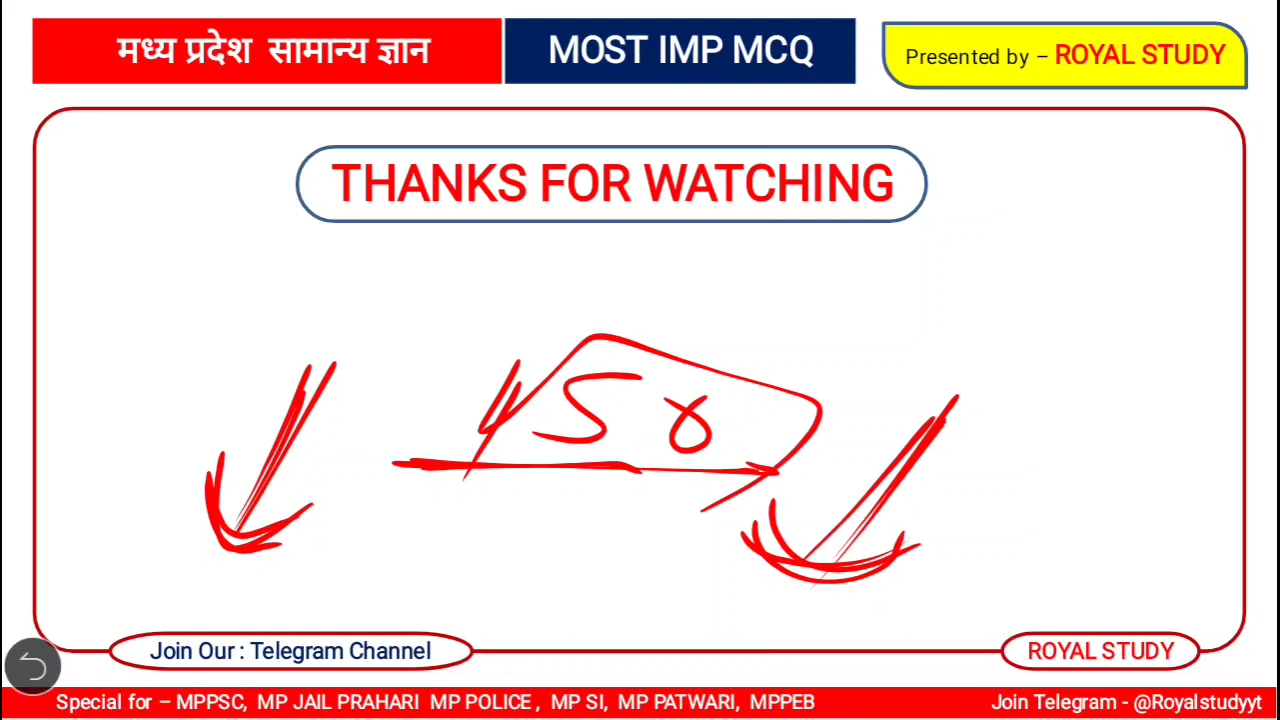 मध्य प्रदेश सामान्य ज्ञान
MOST IMP MCQ
Presented by – ROYAL STUDY
THANKS FOR WATCHING
Join Our : Telegram Channel
ROYAL STUDY
Special for – MPPSC, MP JAIL PRAHARI MP POLICE , MP SI, MP PATWARI, MPPEB
Join Telegram - @Royalstudyyt